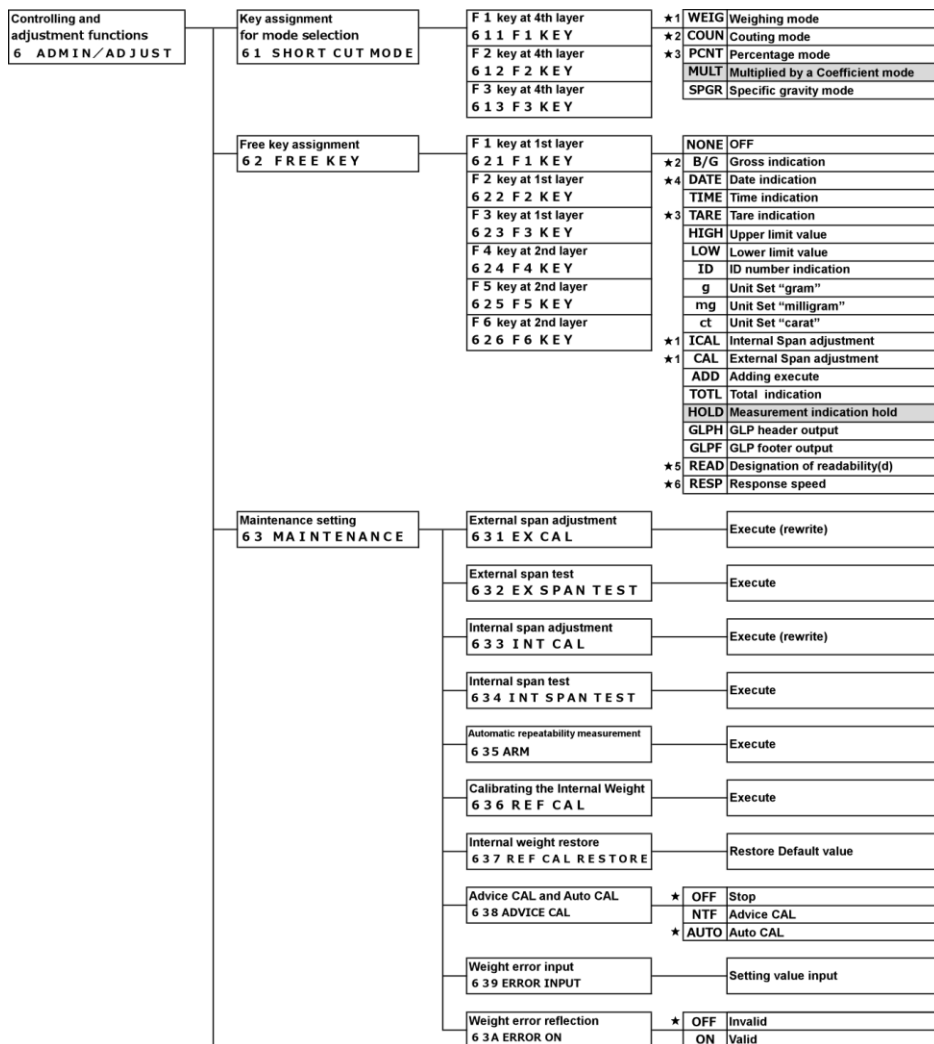 Controlling and
adjustment functions
6 ADMIN/ADJUST
Key assignment
for mode selection
61 SHORT CUT MODE
F 1 key at 4th layer
611 F1 KEY
F 2 key at 4th layer
612 F2 KEY
F 3 key at 4th layer
613 F3 KEY
★1 WEIG Weighing mode
★2 COUN Couting mode
★3 PCNT Percentage mode
MULT Multiplied by a Coefficient mode
SPGR Specific gravity mode
Free key assignment
62 FREE KEY
F 1 key at 1st layer
621 F1 KEY
F 2 key at 1st layer
622 F2 KEY
F 3 key at 1st layer
623 F3 KEY
F 4 key at 2nd layer
624 F4 KEY
F 5 key at 2nd layer
625 F5 KEY
F 6 key at 2nd layer
626 F6 KEY
NONE OFF
★2 B/G Gross indication
★4 DATE Date indication
TIME Time indication
★3 TARE Tare indication
HIGH Upper limit value
LOW Lower limit value
ID ID number indication
g Unit Set “gram”
mg Unit Set “milligram”
ct Unit Set “carat”
★1 ICAL Internal Span adjustment
★1 CAL External Span adjustment
ADD Adding execute
TOTL Total indication
HOLD Measurement indication hold
GLPH GLP header output
GLPF GLP footer output
★5 READ Designation of readability(d)
★6 RESP Response speed
Maintenance setting
63 MAINTENANCE
External span adjustment
631 EX CAL
Execute (rewrite)
External span test
632 EX SPAN TEST
Execute
Internal span adjustment
633 INT CAL
Execute (rewrite)
Internal span test
634 INT SPAN TEST
Execute
Automatic repeatability measurement
635 ARM
Execute
Calibrating the Internal Weight
636 REF CAL
Execute
Internal weight restore
637 REF CAL RESTORE
Restore Default value
Advice CAL and Auto CAL
638 ADVICE CAL
★ OFF Stop
NTF Advice CAL
★ AUTO Auto CAL
Weight error input
639 ERROR INPUT
Setting value input
Weight error reflection
63A ERROR ON
★ OFF Invalid
ON Valid